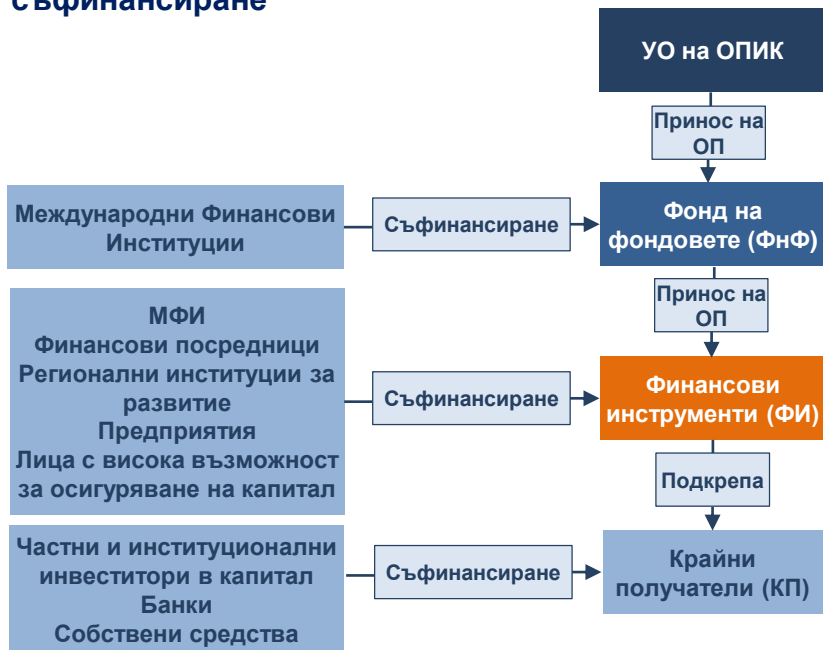 съфинансиране
УО на ОПИК
Принос на
ОП
Международни Финансови
Институции
Съфинансиране
Фонд на
фондовете (ФнФ)
Принос на
ОП
МФИ
Финансови посредници
Регионални институции за
развитие
Предприятия
Лица с висока възможност
за осигуряване на капитал
Съфинансиране
Финансови
инструменти (ФИ)
Подкрепа
Частни и институционални
инвеститори в капитал
Банки
Собствени средства
Съфинансиране
Крайни
получатели (КП)